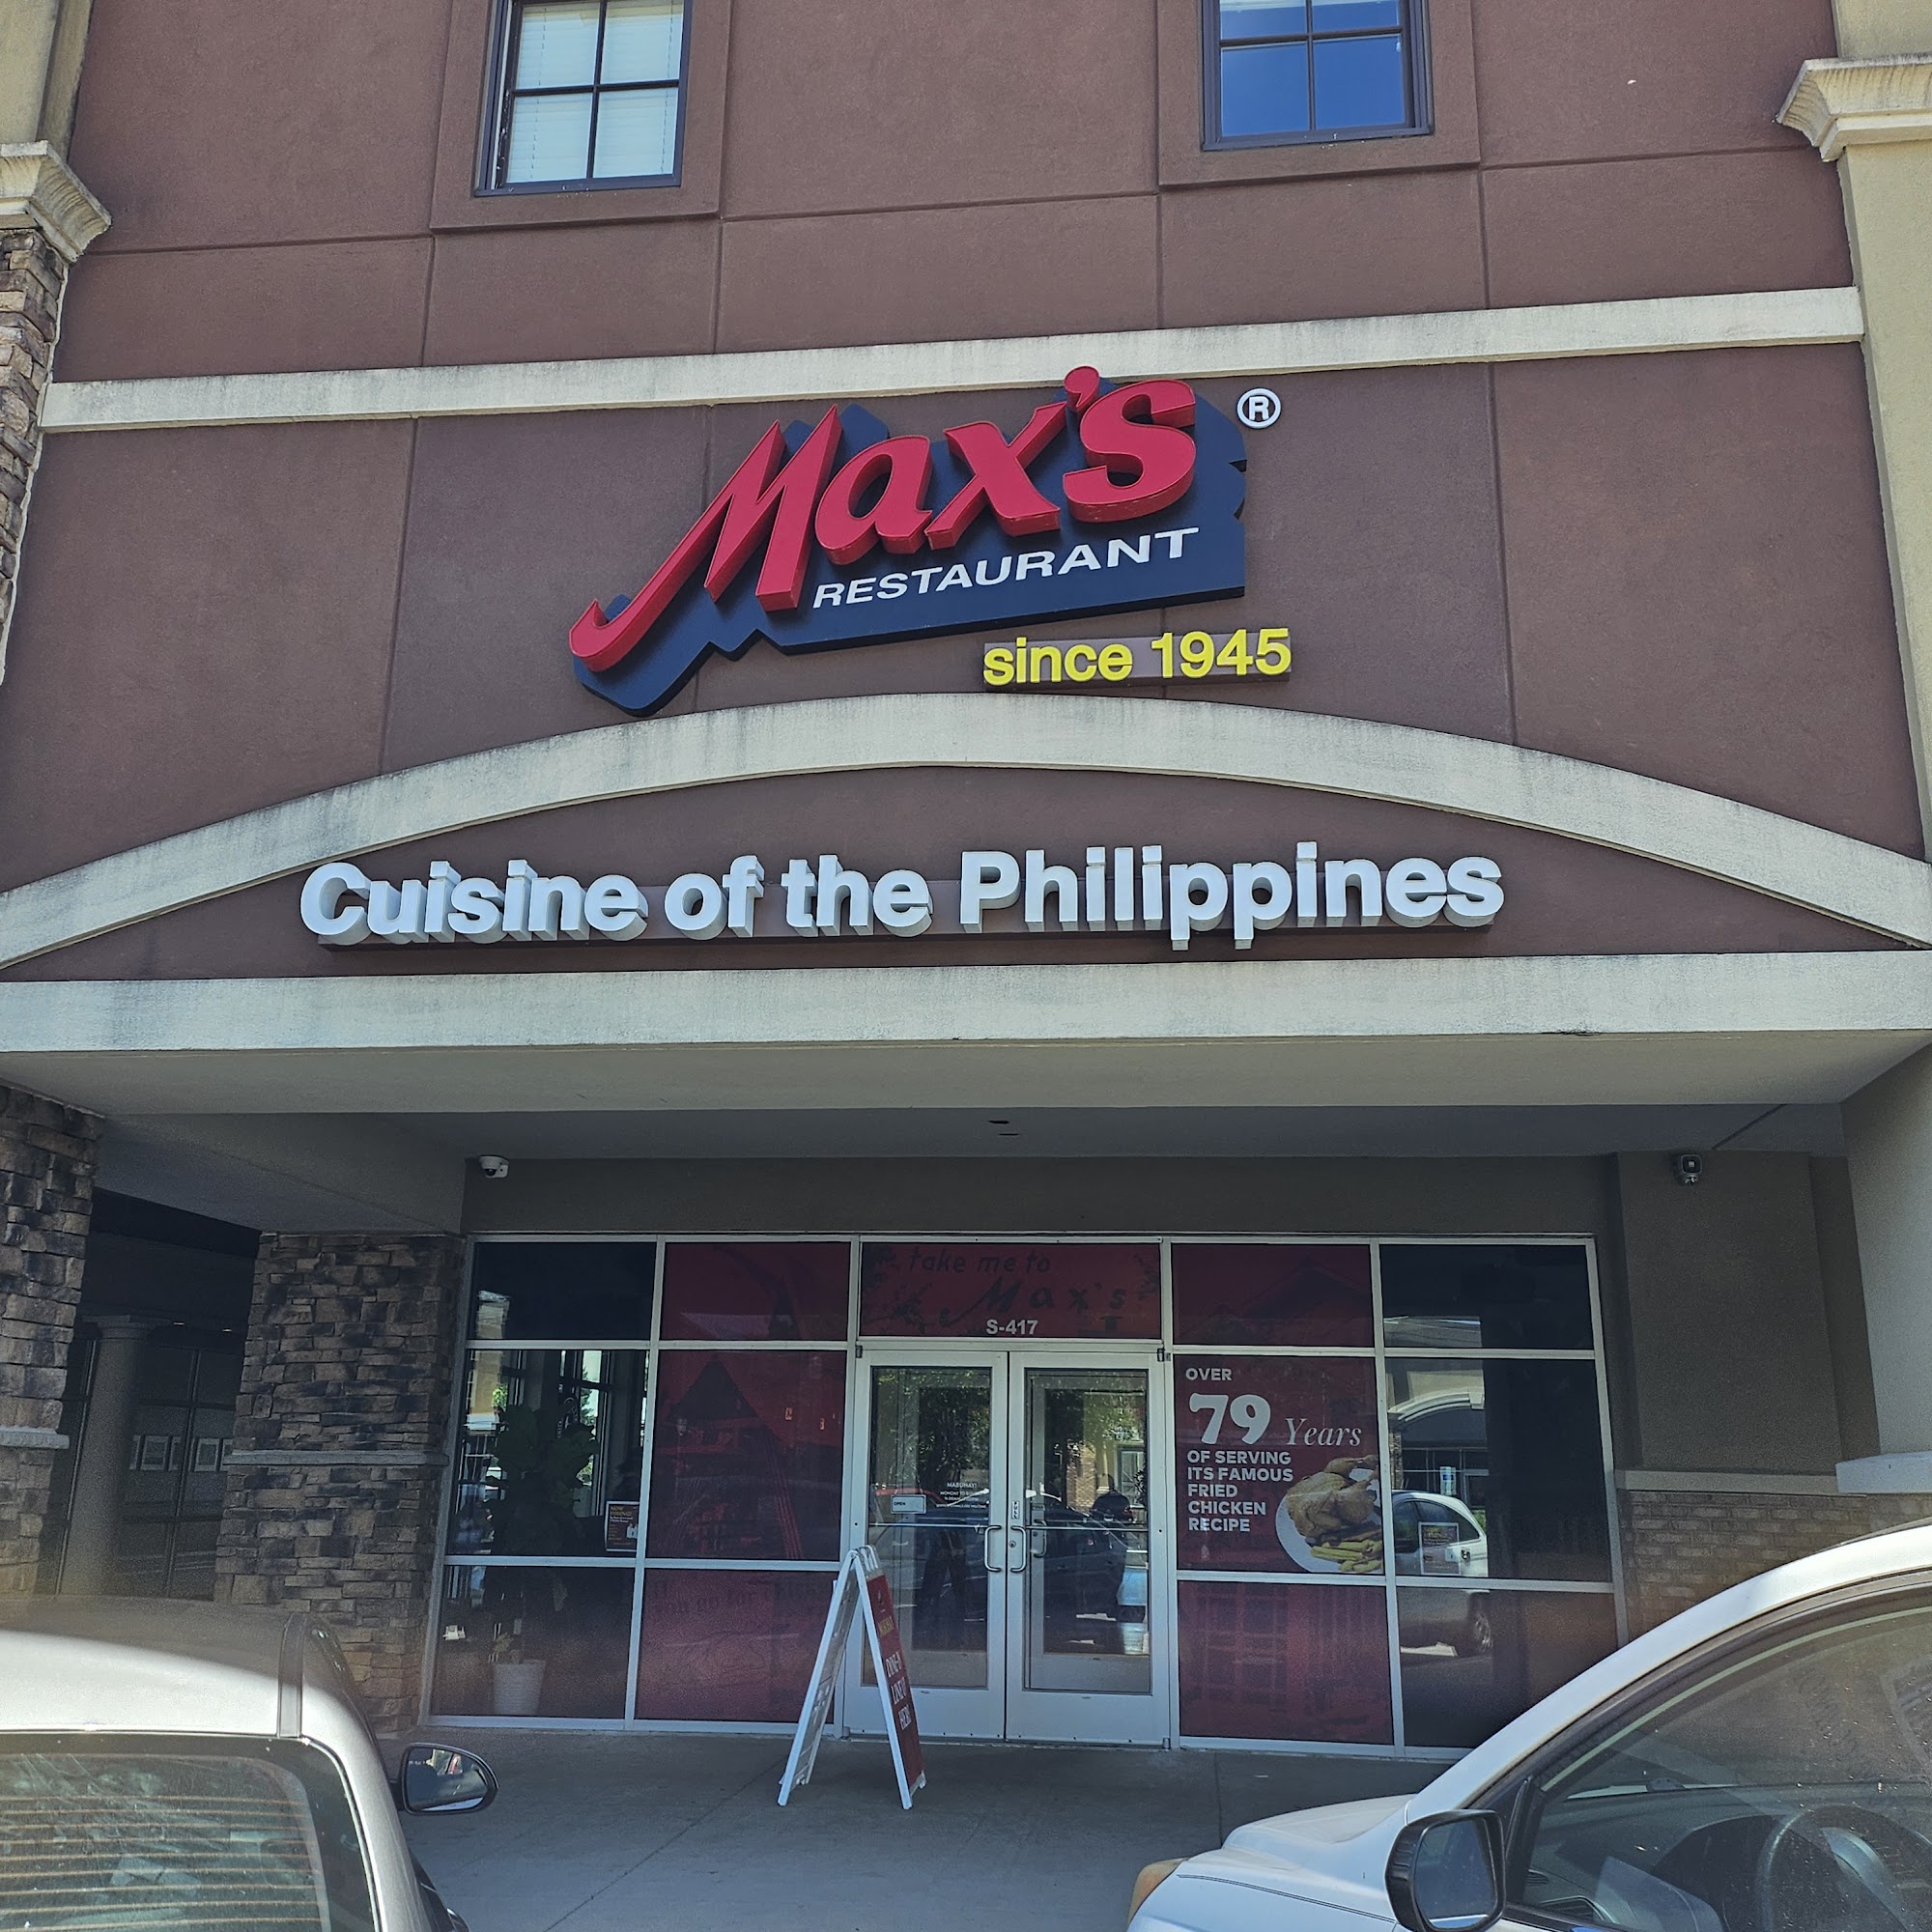 Max's
®
RESTAURANT
since 1945
Cuisine of the Philippines
take me to
Max's
S-417
OVER
79 Years
OF SERVING
ITS FAMOUS
FRIED
CHICKEN
RECIPE
OPEN